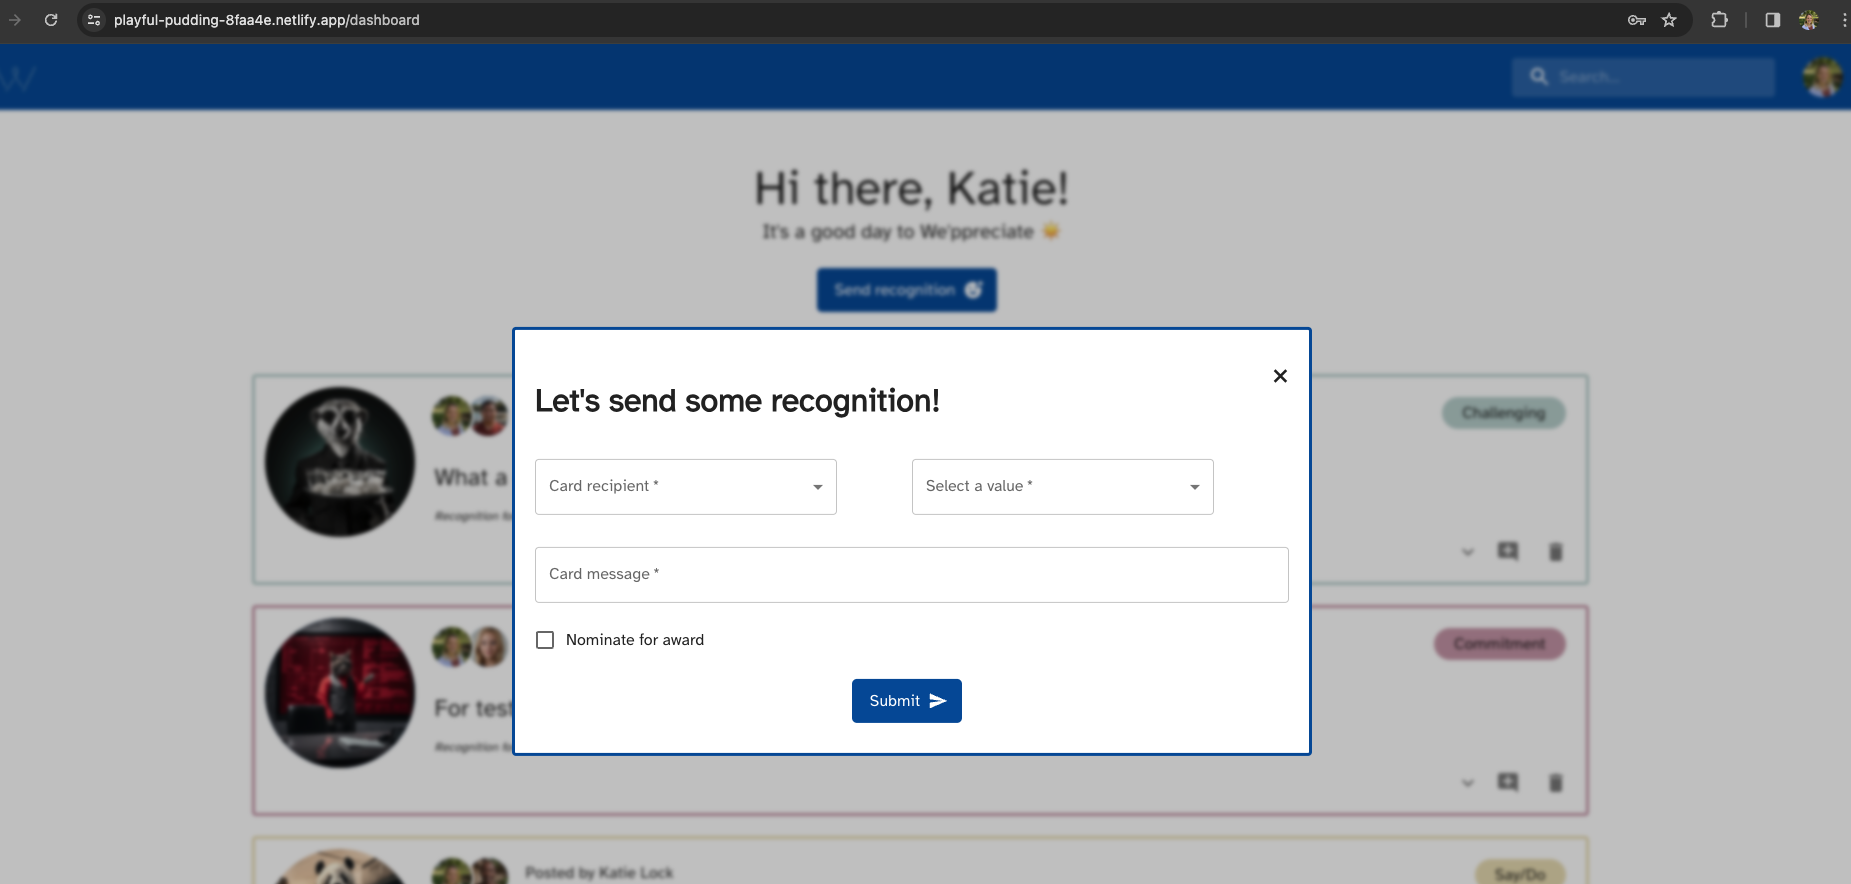 playful-pudding-8faa4e.netlify.app/dashboard
W
Search...
Hi there, Katie!
It's a good day to We'ppreciate
Send recognition
Let's send some recognition!
Card recipient *
Select a value *
Card message *
Nominate for award
Submit
Challenging
What a
Recognition fo
Commitment
For test
Recognition fo
Posted by Katie Lock
Say/Do